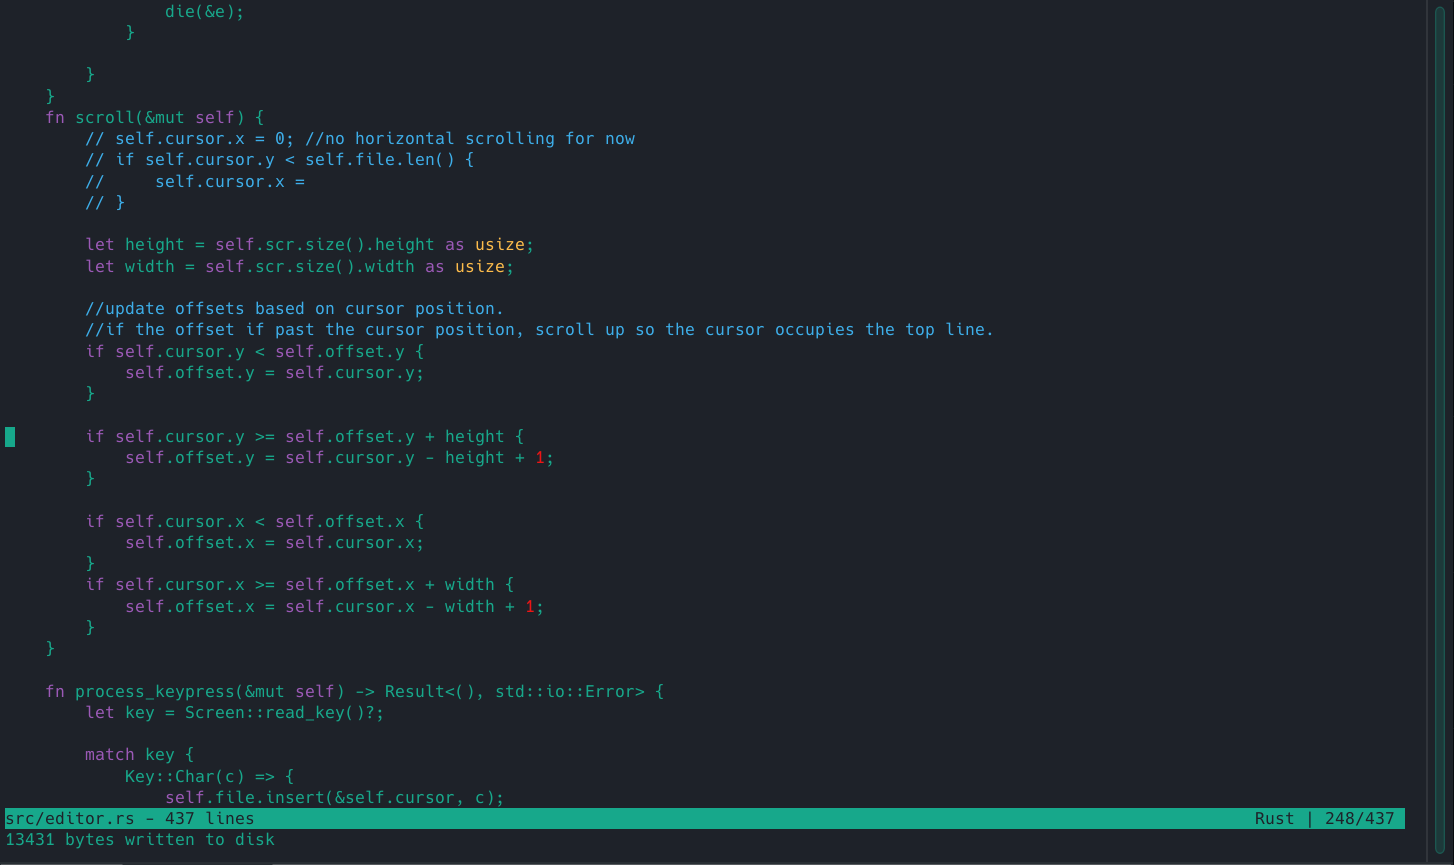 die(&e);
            }

        }
    }
    fn scroll(&mut self) {
        // self.cursor.x = 0; //no horizontal scrolling for now
        // if self.cursor.y < self.file.len() {
        //     self.cursor.x =
        // }

        let height = self.scr.size().height as usize;
        let width = self.scr.size().width as usize;

        //update offsets based on cursor position.
        //if the offset if past the cursor position, scroll up so the cursor occupies the top line.
        if self.cursor.y < self.offset.y {
            self.offset.y = self.cursor.y;
        }

        if self.cursor.y >= self.offset.y + height {
            self.offset.y = self.cursor.y - height + 1;
        }

        if self.cursor.x < self.offset.x {
            self.offset.x = self.cursor.x;
        }
        if self.cursor.x >= self.offset.x + width {
            self.offset.x = self.cursor.x - width + 1;
        }
    }

    fn process_keypress(&mut self) -> Result<(), std::io::Error> {
        let key = Screen::read_key()?;

        match key {
            Key::Char(c) => {
                self.file.insert(&self.cursor, c);
src/editor.rs - 437 lines Rust | 248/437
13431 bytes written to disk